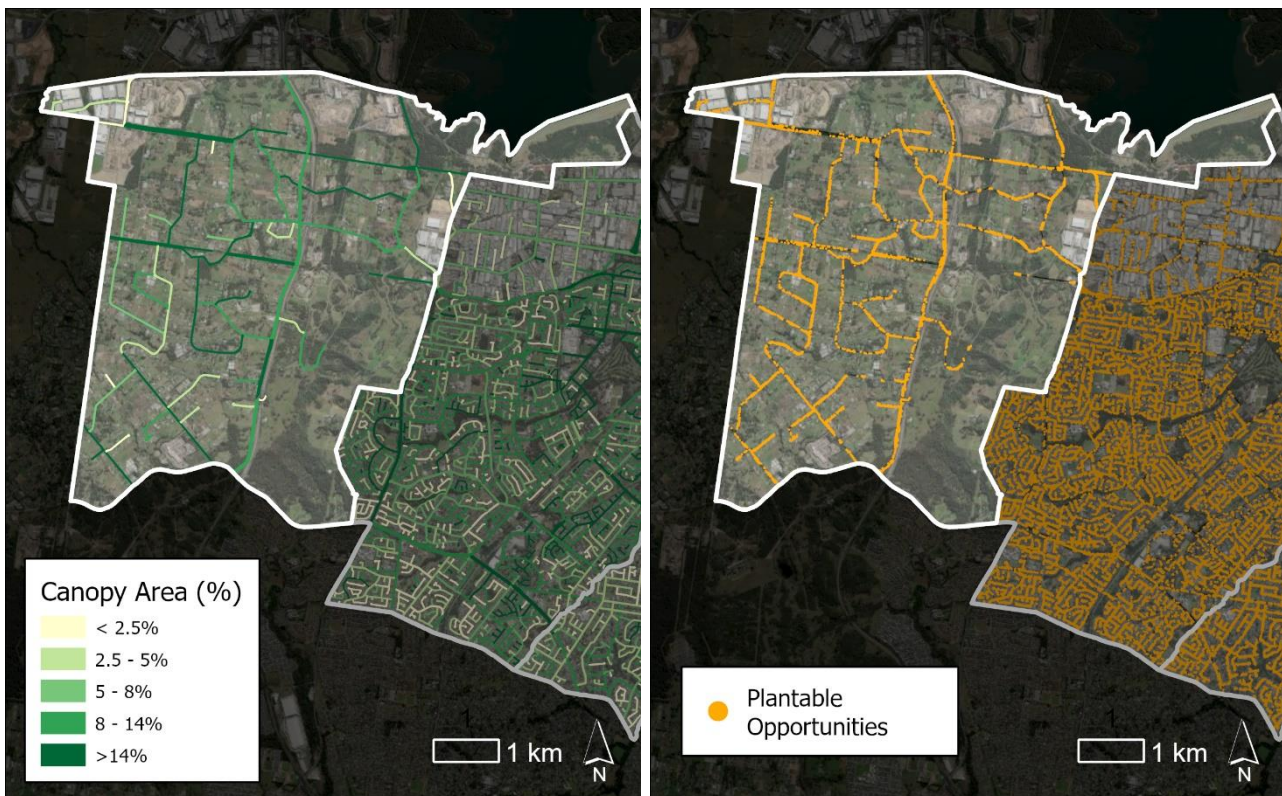 Canopy Area (%)
< 2.5%
2.5 - 5%
5 - 8%
8 - 14%
>14%
1 km
N
Plantable
Opportunities
1 km
N